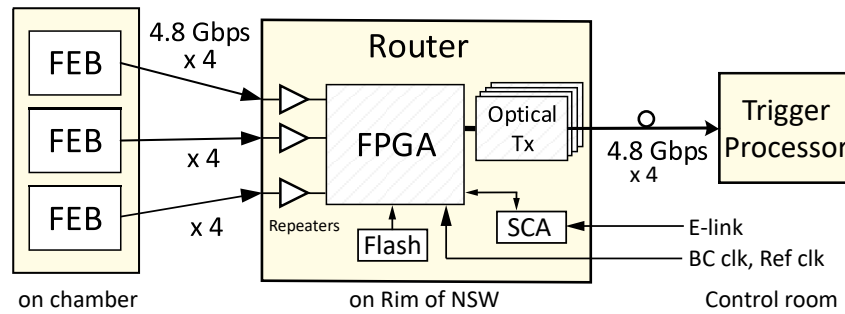 4.8 Gbps
x 4
FEB
FEB
x 4
FEB
x 4
on chamber
Router
FPGA
Optical
Tx
Repeaters
Flash
SCA
on Rim of NSW
4.8 Gbps
x 4
Trigger
Processor
E-link
BC clk, Ref clk
Control room